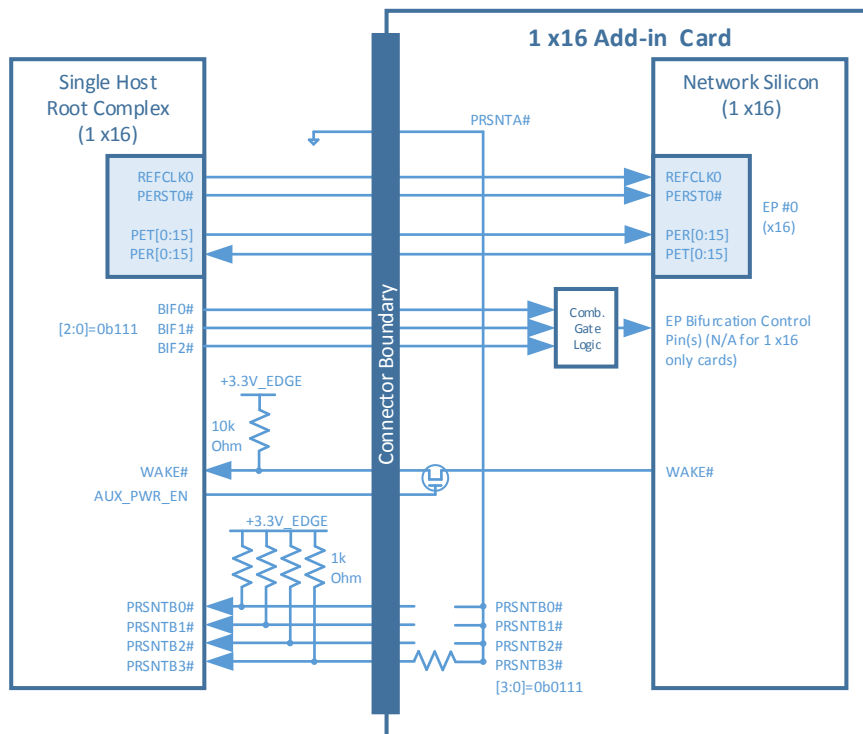 1 x16 Add-in  Card
Single Host
Root Complex
(1 x16)
Network Silicon
(1 x16)
PRSNTA#
REFCLK0
PERST0#
PET[0:15]
PER[0:15]
REFCLK0
PERST0#
PER[0:15]
PET[0:15]
EP #0
(x16)
BIF0#
BIF1#
BIF2#
[2:0]=0b111
Comb.
Gate
Logic
EP Bifurcation Control
Pin(s) (N/A for 1 x16
only cards)
Connector Boundary
+3.3V_EDGE
10k
Ohm
WAKE#
WAKE#
AUX_PWR_EN
+3.3V_EDGE
1k
Ohm
PRSNTB0#
PRSNTB1#
PRSNTB2#
PRSNTB3#
PRSNTB0#
PRSNTB1#
PRSNTB2#
PRSNTB3#
[3:0]=0b0111